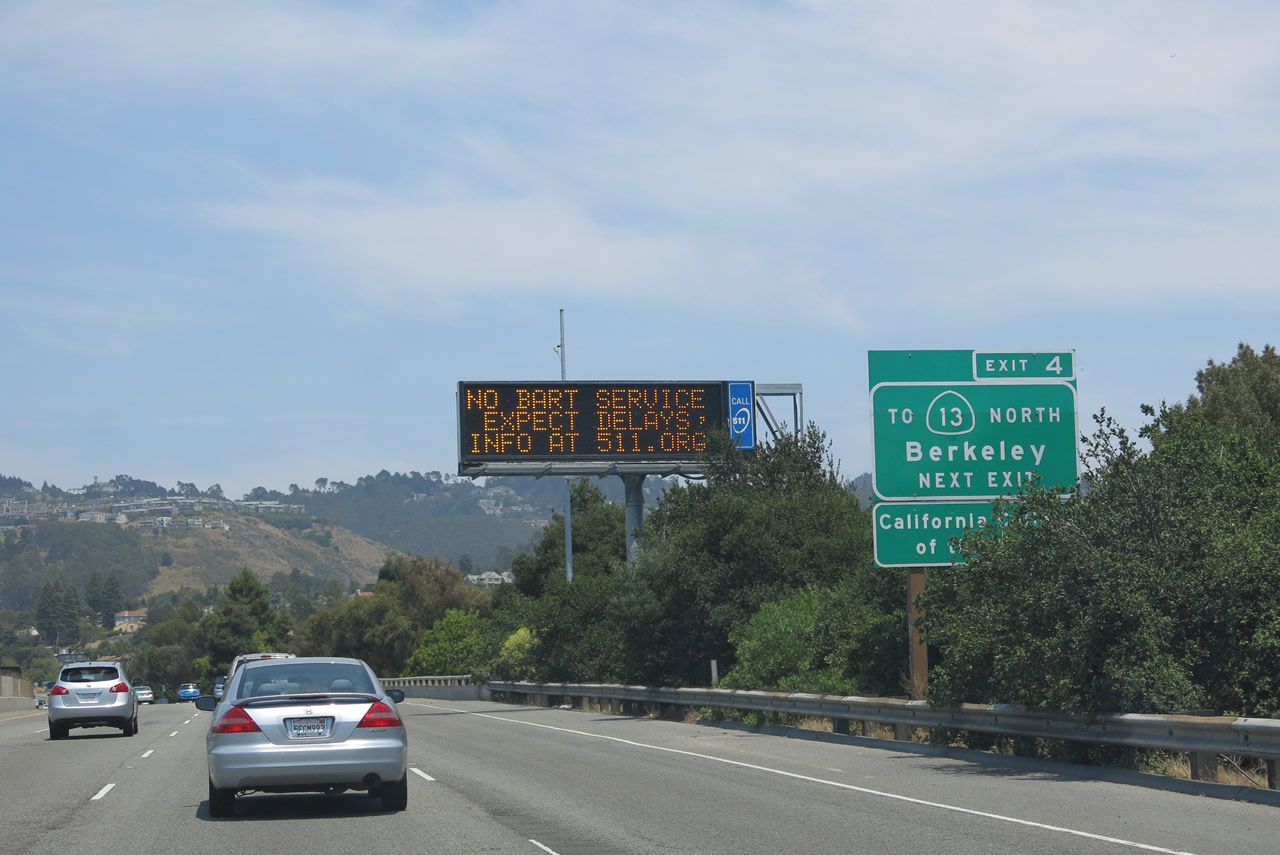 NO BART SERVICE
EXPECT DELAYS;
INFO AT 511.ORG
CALL
511
EXIT 4
TO 13 NORTH
Berkeley
NEXT EXIT
California
of